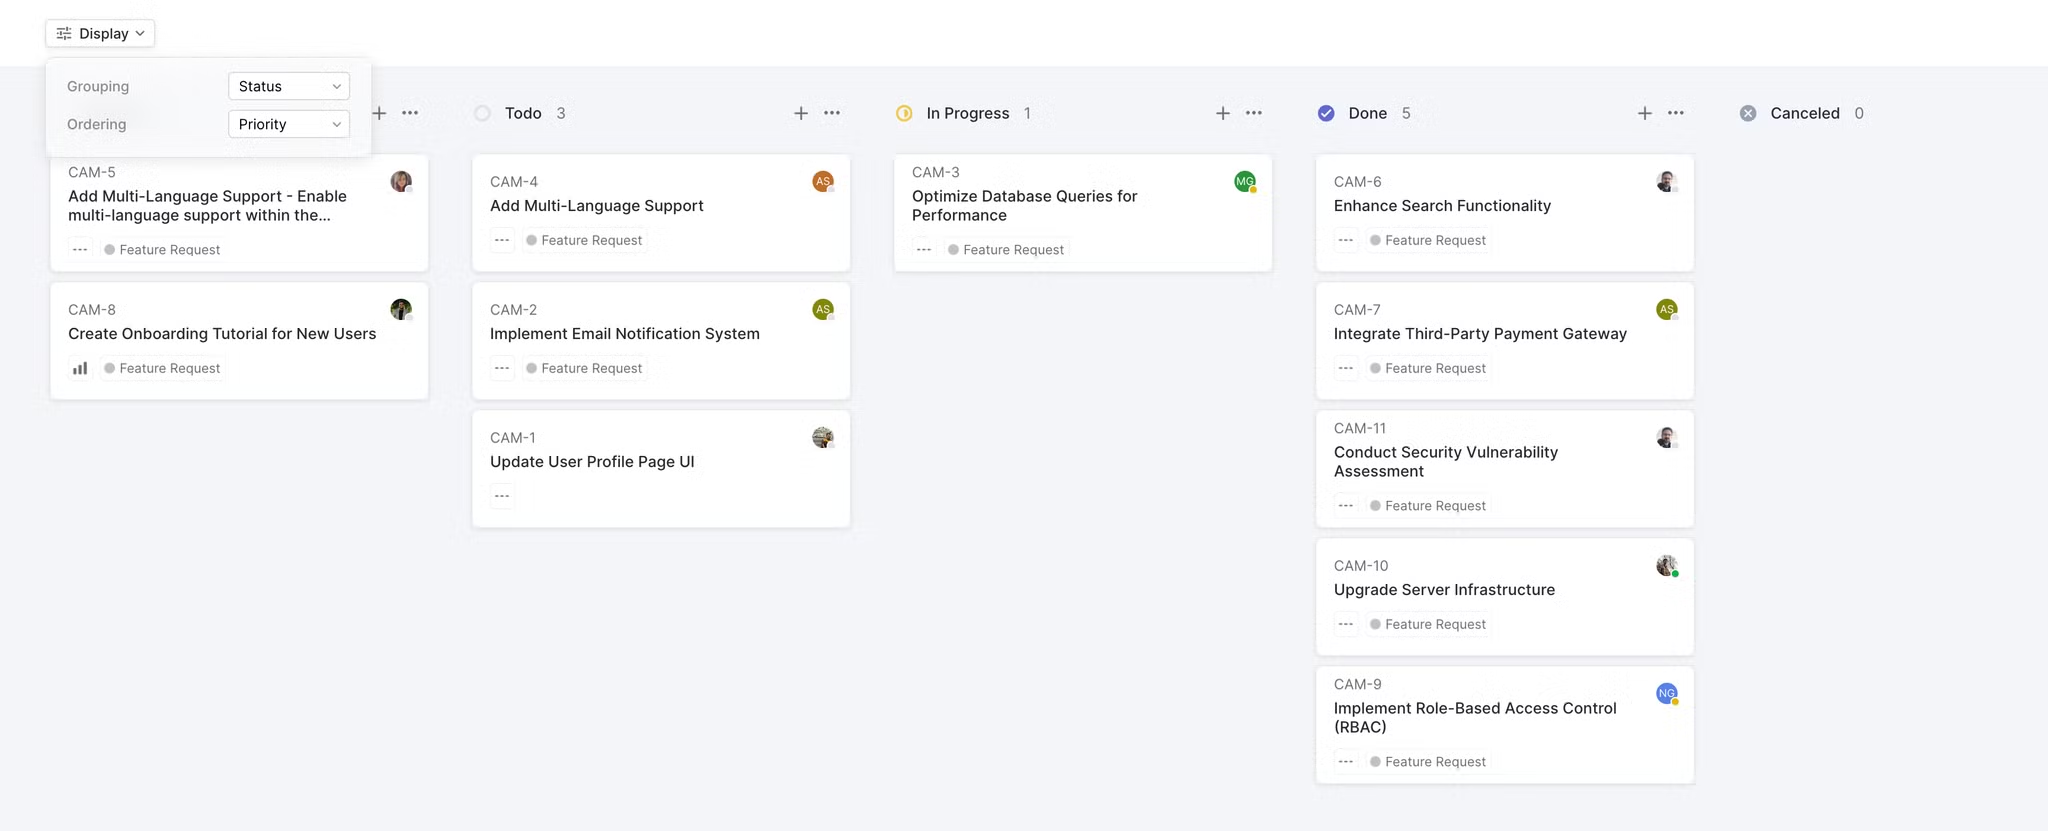 Display
Grouping
Status
Ordering
Priority
CAM-5
Add Multi-Language Support - Enable
multi-language support within the...
Feature Request
CAM-8
Create Onboarding Tutorial for New Users
Feature Request
Todo 3
CAM-4
AS
Add Multi-Language Support
Feature Request
CAM-2
AS
Implement Email Notification System
Feature Request
CAM-1
Update User Profile Page UI
In Progress 1
CAM-3
MG
Optimize Database Queries for
Performance
Feature Request
Done 5
CAM-6
Enhance Search Functionality
Feature Request
CAM-7
AS
Integrate Third-Party Payment Gateway
Feature Request
CAM-11
Conduct Security Vulnerability
Assessment
Feature Request
CAM-10
Upgrade Server Infrastructure
Feature Request
CAM-9
NG
Implement Role-Based Access Control
(RBAC)
Feature Request
Canceled 0